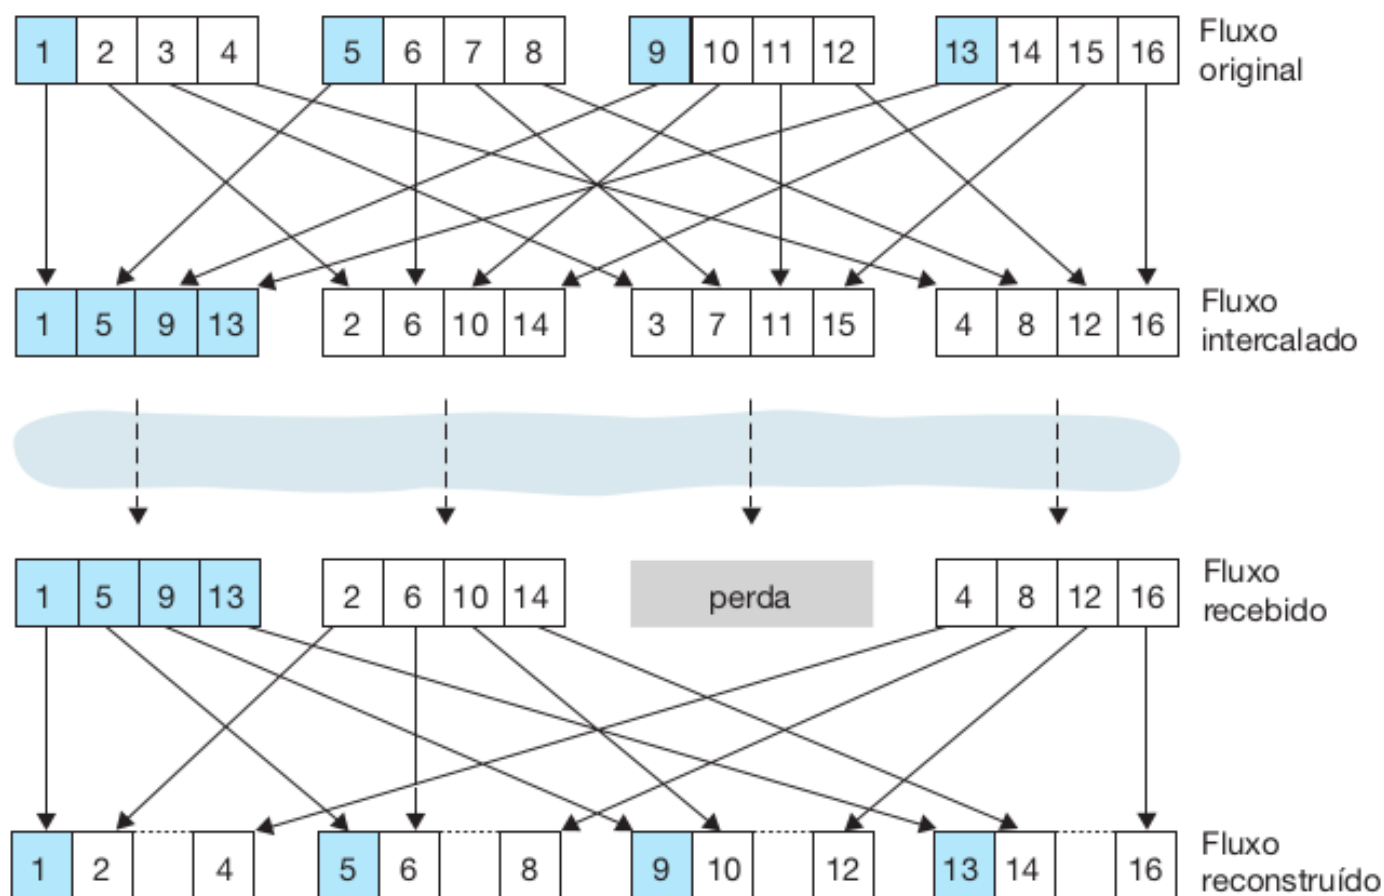 1 2 3 4 5 6 7 8 9 10 11 12 13 14 15 16 Fluxo
original
1 5 9 13 2 6 10 14 3 7 11 15 4 8 12 16 Fluxo
intercalado
1 5 9 13 2 6 10 14 perda 4 8 12 16 Fluxo
recebido
1 2 4 5 6 8 9 10 12 13 14 16 Fluxo
reconstruído